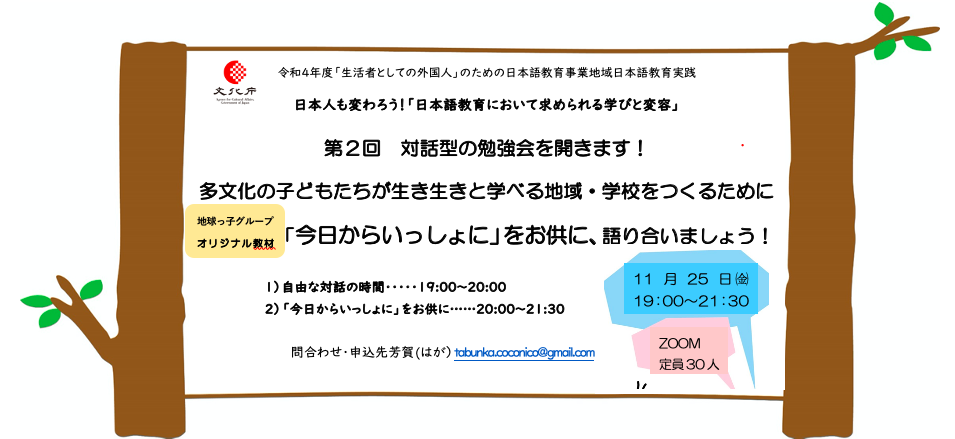 令和4年度「生活者としての外国人」のための日本語教育事業地域日本語教育実践
文化庁
日本人も変わろう！「日本語教育において求められる学びと変容」
第２回　対話型の勉強会を開きます！
多文化の子どもたちが生き生きと学べる地域・学校をつくるために
地球っ子グループ
オリジナル教材
「今日からいっしょに」をお供に、語り合いましょう！
1）自由な対話の時間‥‥‥19:00～20:00
2）「今日からいっしょに」をお供に……20:00～21:30
11 月 25 日㈮
19：00～21：30
ZOOM
定員30人
問合わせ・申込先芳賀(はが) tabunka.coconico@gmail.com